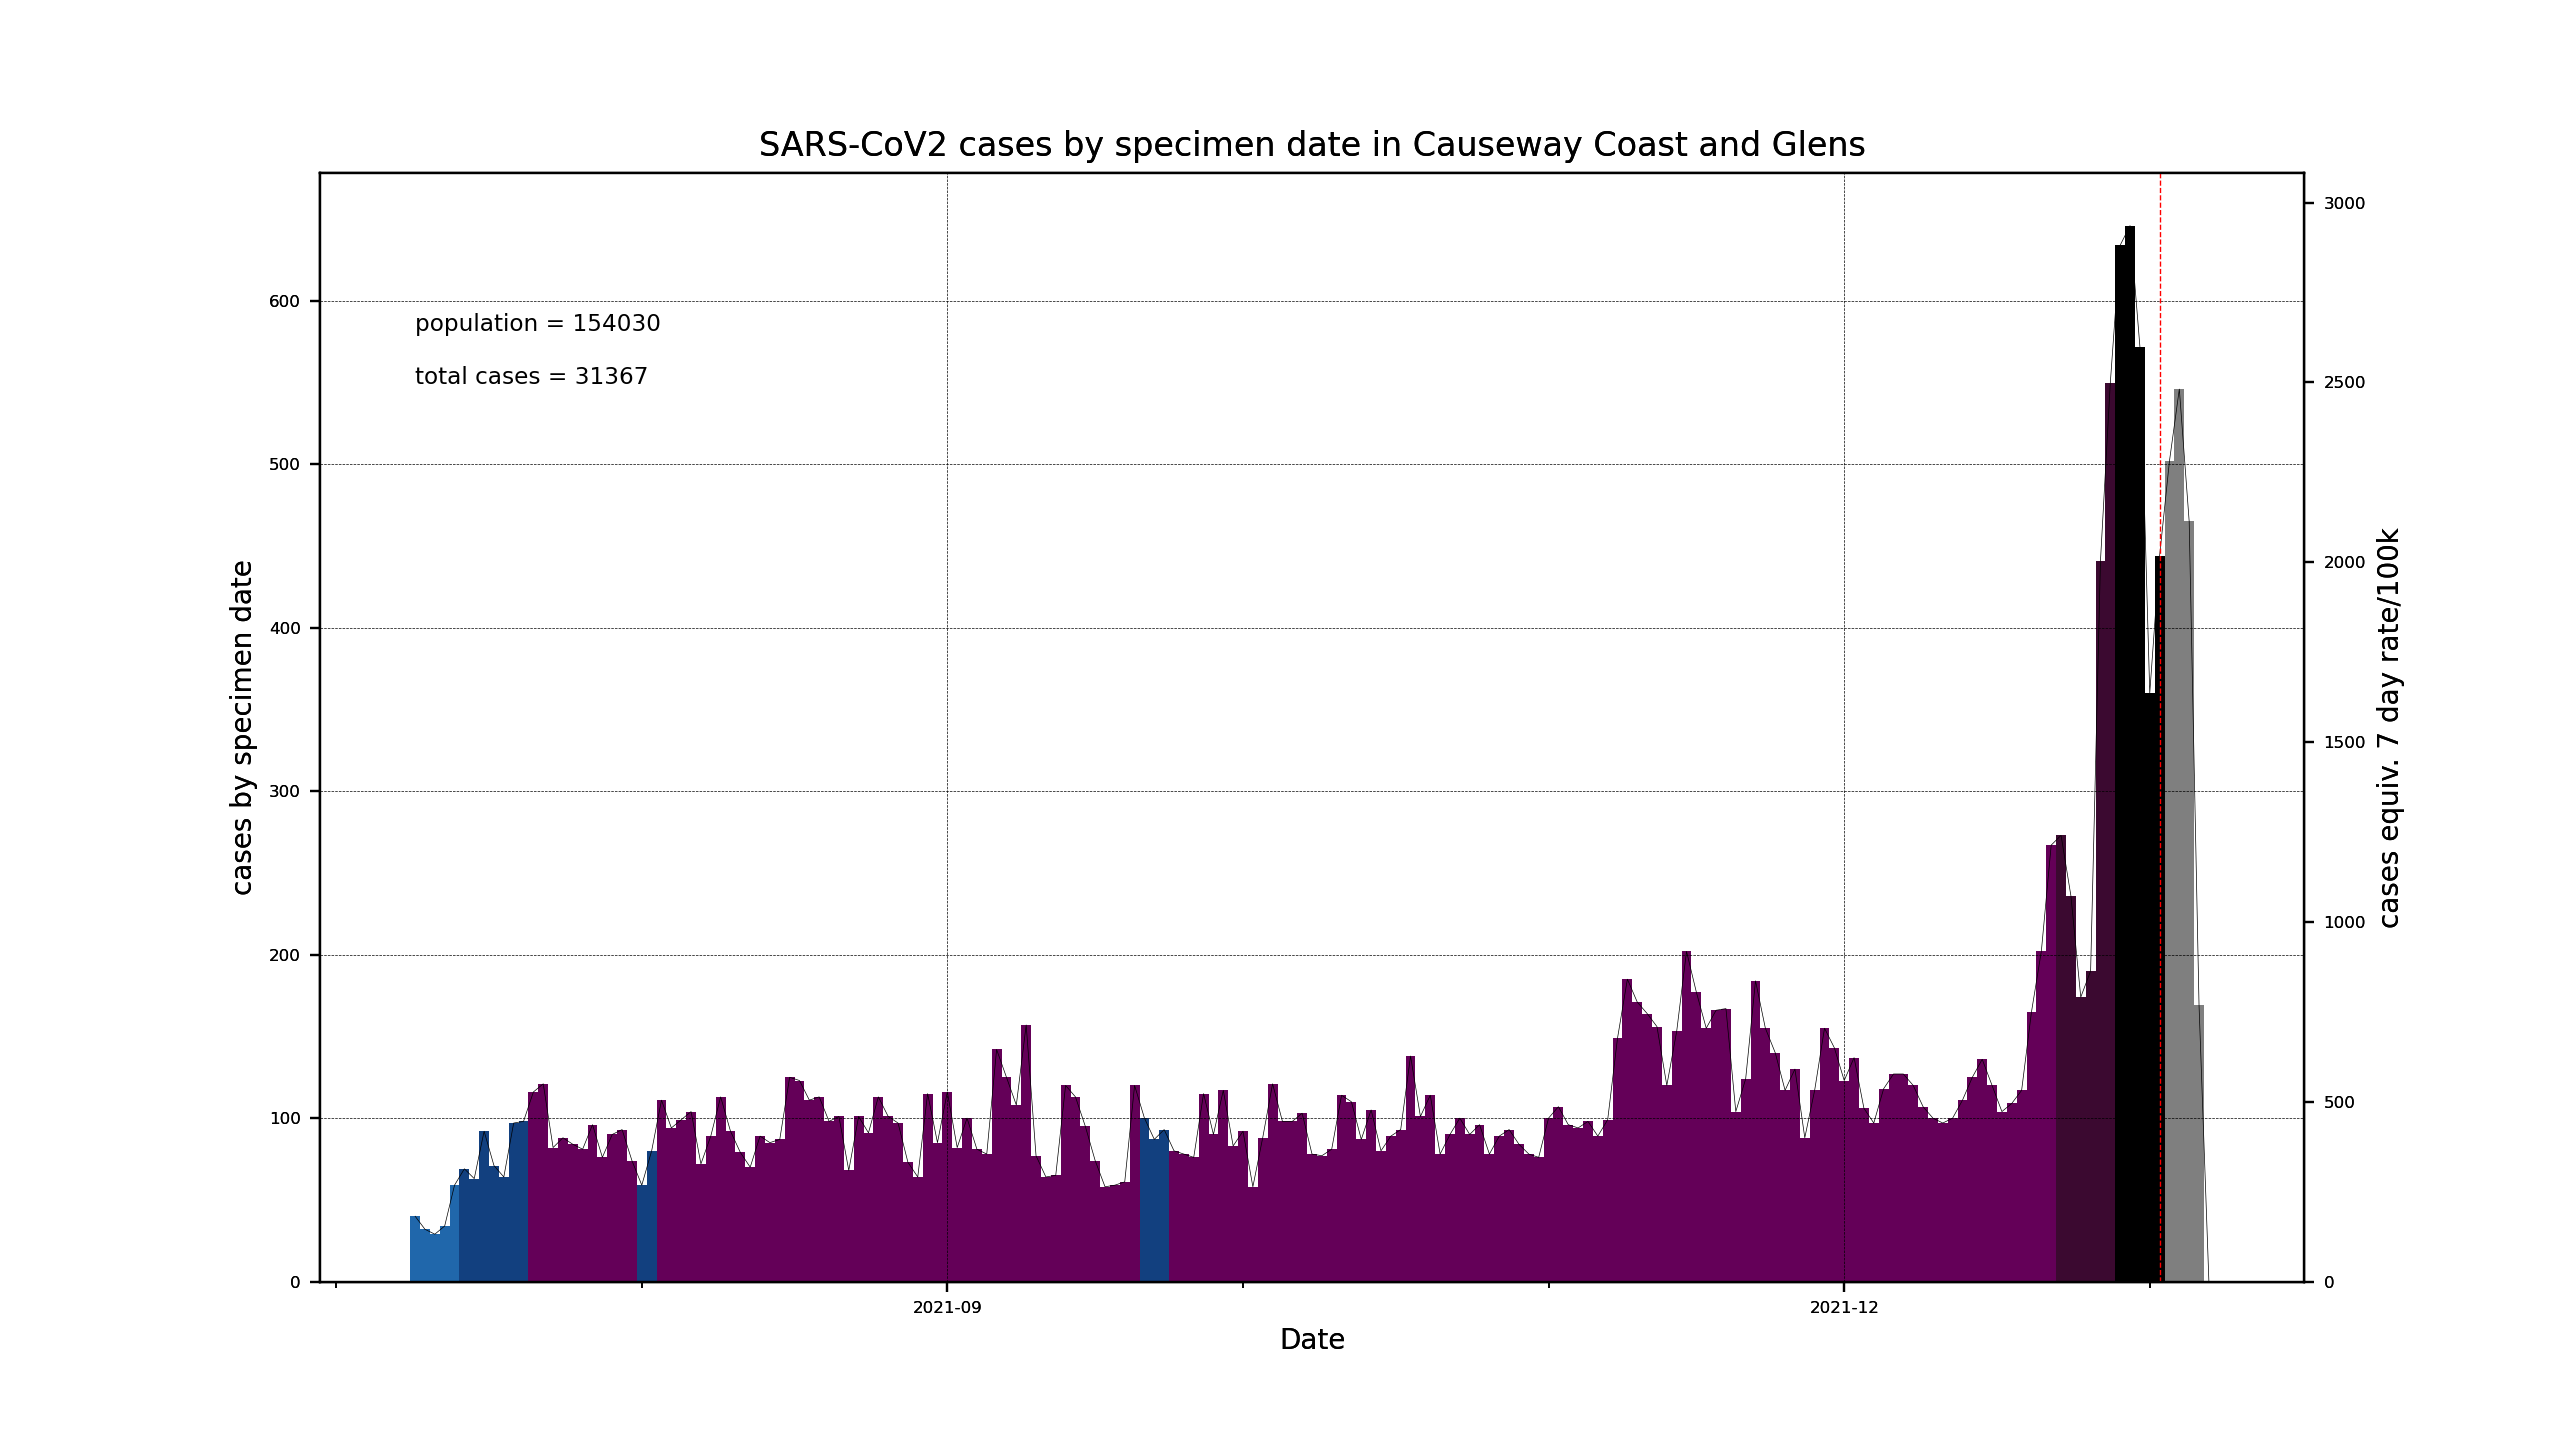 SARS-CoV2 cases by specimen date in Causeway Coast and Glens
population = 154030
total cases = 31367
cases by specimen date
600
500
400
300
200
100
0
3000
2500
2000
1500
1000
500
0
cases equiv. 7 day rate/100k
2021-09
2021-12
Date